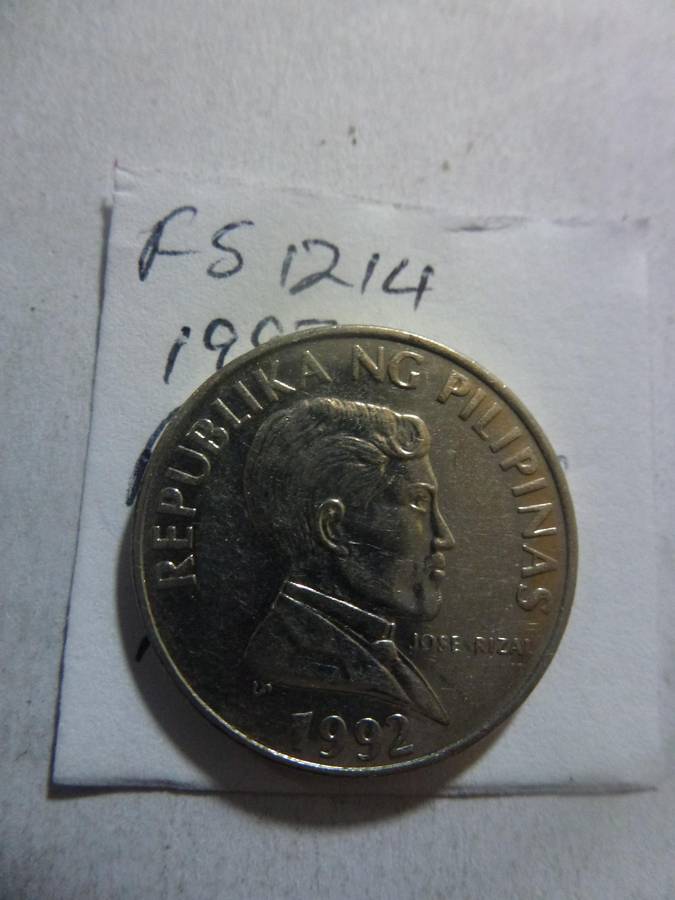 FS 1214
REPUBLIKA NG PILIPINAS
JOSE RIZAL
1992